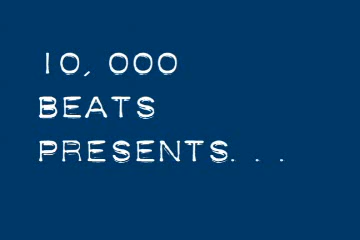 10, 000
BEATS
PRESENTS. . .